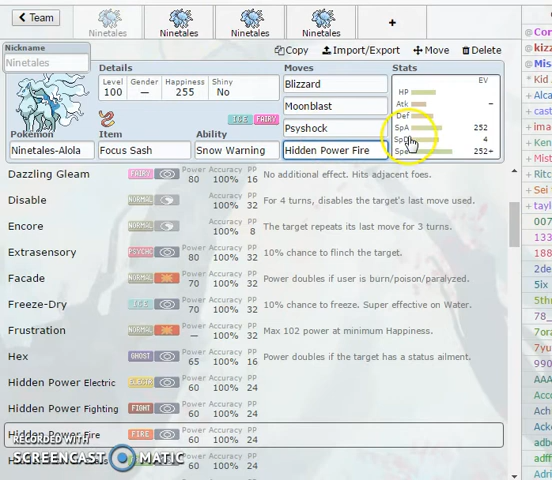 < Team
Ninetales
Ninetales
Ninetales
Ninetales
+
Nickname
Ninetales
Copy
Import/Export
Move
Delete
Details
Level Gender Happiness Shiny
100 — 255 No
ICE FAIRY
Moves
Blizzard
Moonblast
Psyshock
Hidden Power Fire
Stats
EV
HP
Atk –
Def
SpA 252
4
Spe 252+
Pokémon
Ninetales-Alola
Item
Focus Sash
Ability
Snow Warning
Dazzling Gleam FAIRY Power 80 Accuracy 100% PP 16 No additional effect. Hits adjacent foes.
Disable NORMAL Accuracy 100% PP 32 For 4 turns, disables the target's last move used.
Encore NORMAL Accuracy 100% PP 8 The target repeats its last move for 3 turns.
Extrasensory PSYCHC Power 80 Accuracy 100% PP 32 10% chance to flinch the target.
Facade NORMAL Power 70 Accuracy 100% PP 32 Power doubles if user is burn/poison/paralyzed.
Freeze-Dry ICE Power 70 Accuracy 100% PP 32 10% chance to freeze. Super effective on Water.
Frustration NORMAL Power — Accuracy 100% PP 32 Max 102 power at minimum Happiness.
Hex GHOST Power 65 Accuracy 100% PP 16 Power doubles if the target has a status ailment.
Hidden Power Electric ELECTR Power 60 Accuracy 100% PP 24
Hidden Power Fighting FIGHT Power 60 Accuracy 100% PP 24
Hidden Power Fire FIRE Power 60 Accuracy 100% PP 24
Power 60 Accuracy 100% PP 24
RECORDED WITH
SCREENCAST MATIC